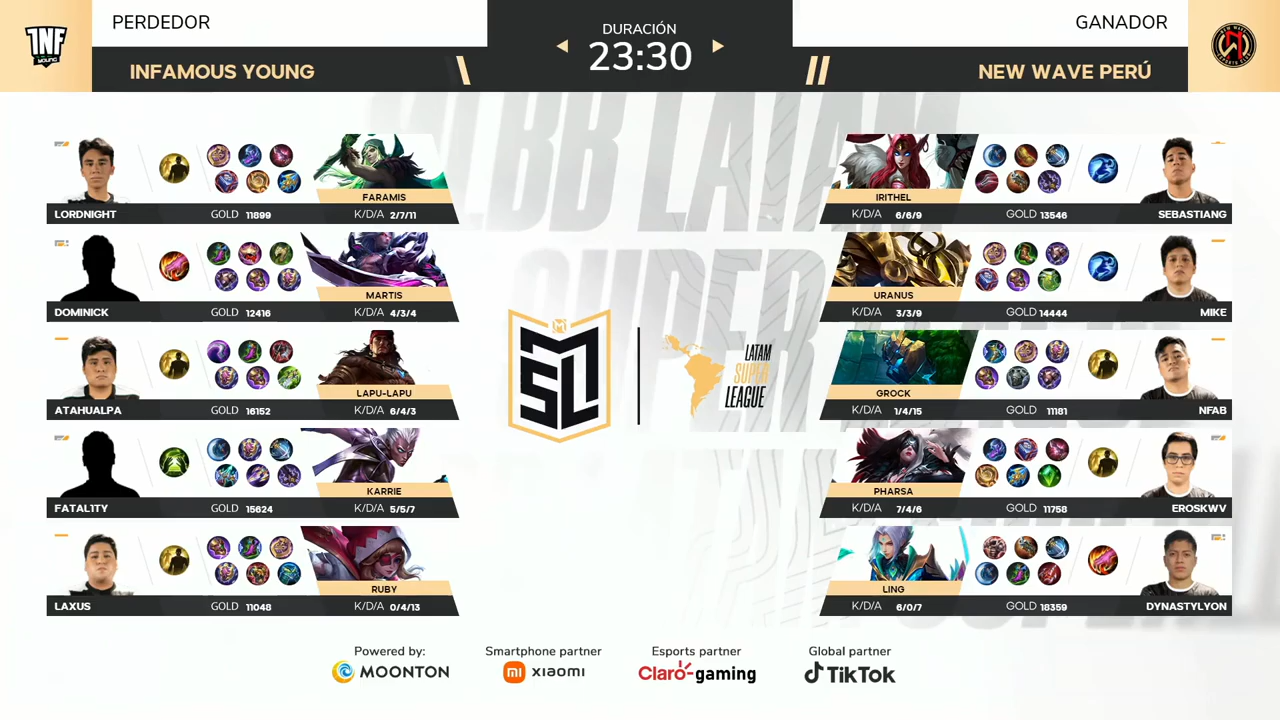 PERDEDOR
DURACIÓN
GANADOR
INFAMOUS YOUNG
23:30
NEW WAVE PERÚ
FARAMIS
LORDNIGHT GOLD 11899 K/D/A 2/7/11
IRITHEL
K/D/A 6/6/9 GOLD 13546 SEBASTIANG
MARTIS
DOMINICK GOLD 12416 K/D/A 4/3/4
URANUS
K/D/A 3/3/9 GOLD 14444 MIKE
LAPU-LAPU
ATAHUALPA GOLD 16152 K/D/A 6/4/3
GROCK
K/D/A 1/4/15 GOLD 11181 NFAB
KARRIE
FATAL1TY GOLD 15624 K/D/A 5/5/7
PHARSA
K/D/A 7/4/6 GOLD 11758 EROSKWV
RUBY
LAXUS GOLD 11048 K/D/A 0/4/13
LING
K/D/A 6/0/7 GOLD 18359 DYNASTYLYON
MSL
LATAM
SUPER
LEAGUE
Powered by:
MOONTON
Smartphone partner
mi xiaomi
Esports partner
Claro-gaming
Global partner
TikTok